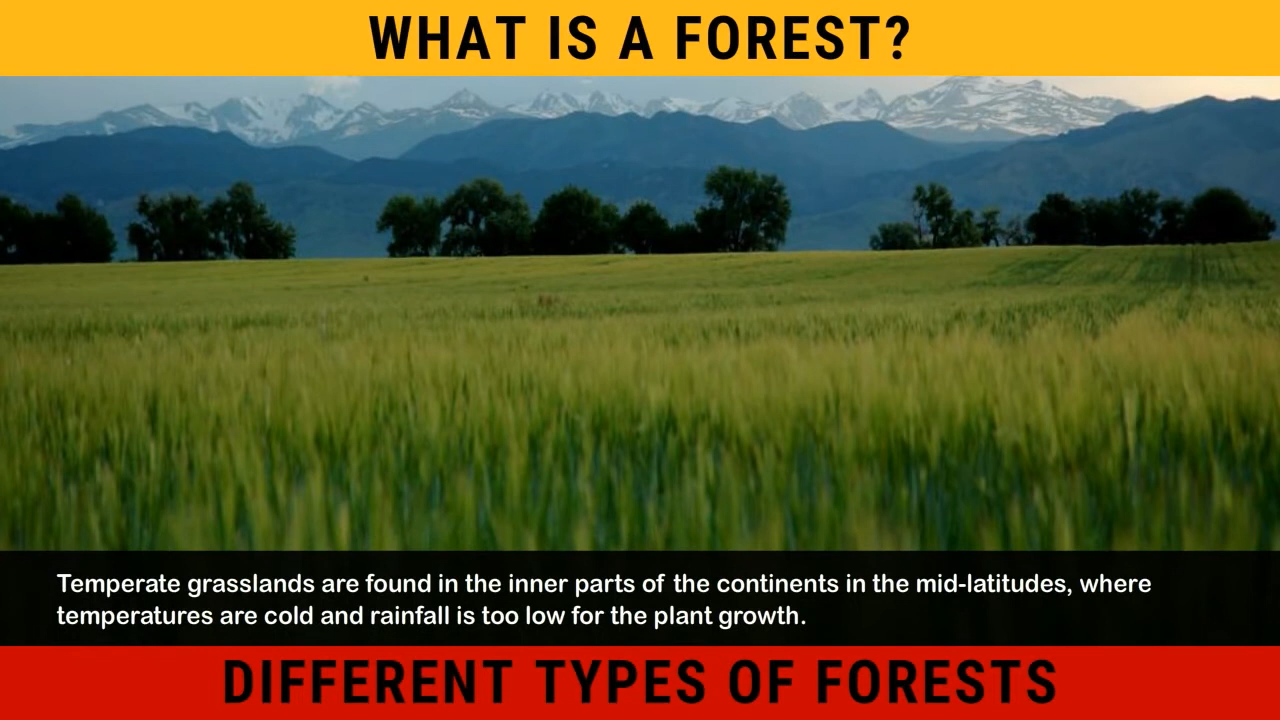 WHAT IS A FOREST?
Temperate grasslands are found in the inner parts of the continents in the mid-latitudes, where
temperatures are cold and rainfall is too low for the plant growth.
DIFFERENT TYPES OF FORESTS